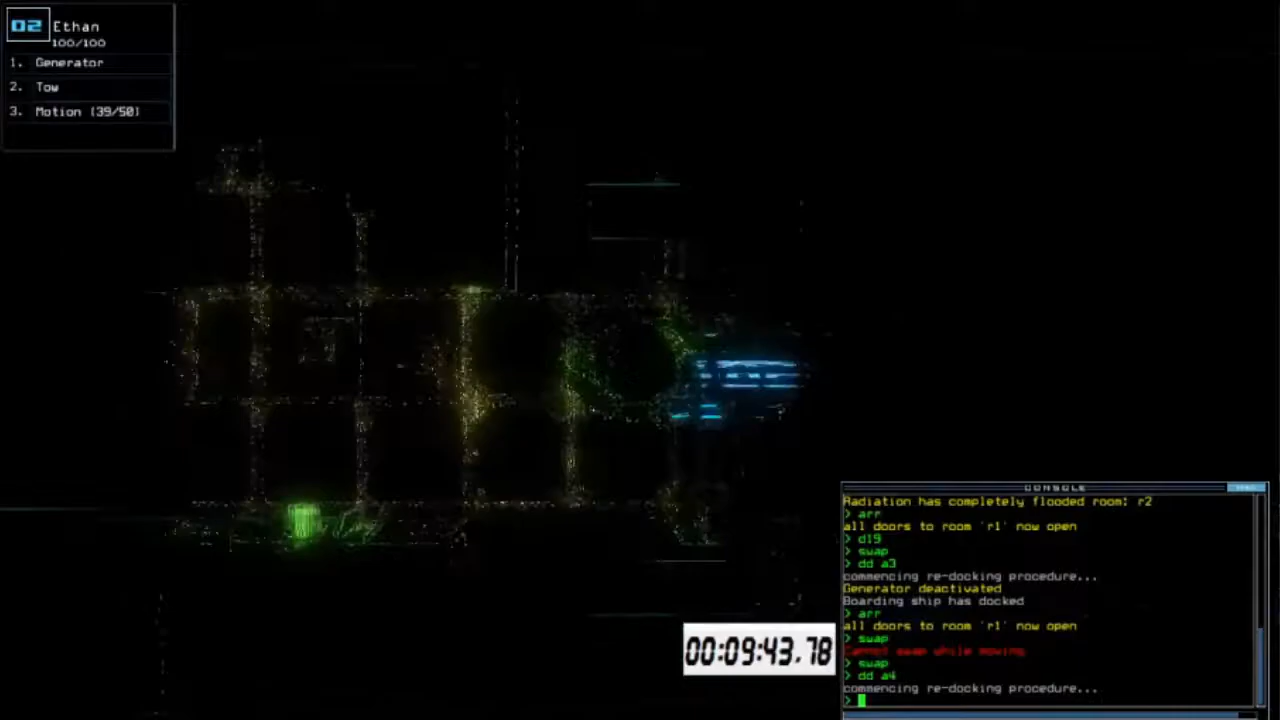 02 Ethan
100/100
1. Generator
2. Tow
3. Motion (39/50)
CONSOLE
Radiation has completely flooded room: r2
> arr
all doors to room 'r1' now open
> d19
> swap
> dd a3
commencing re-docking procedure...
Generator deactivated
Boarding ship has docked
> arr
all doors to room 'r1' now open
> swap
Cannot swap while moving
> swap
> dd a4
commencing re-docking procedure...
>
00:09:43.78